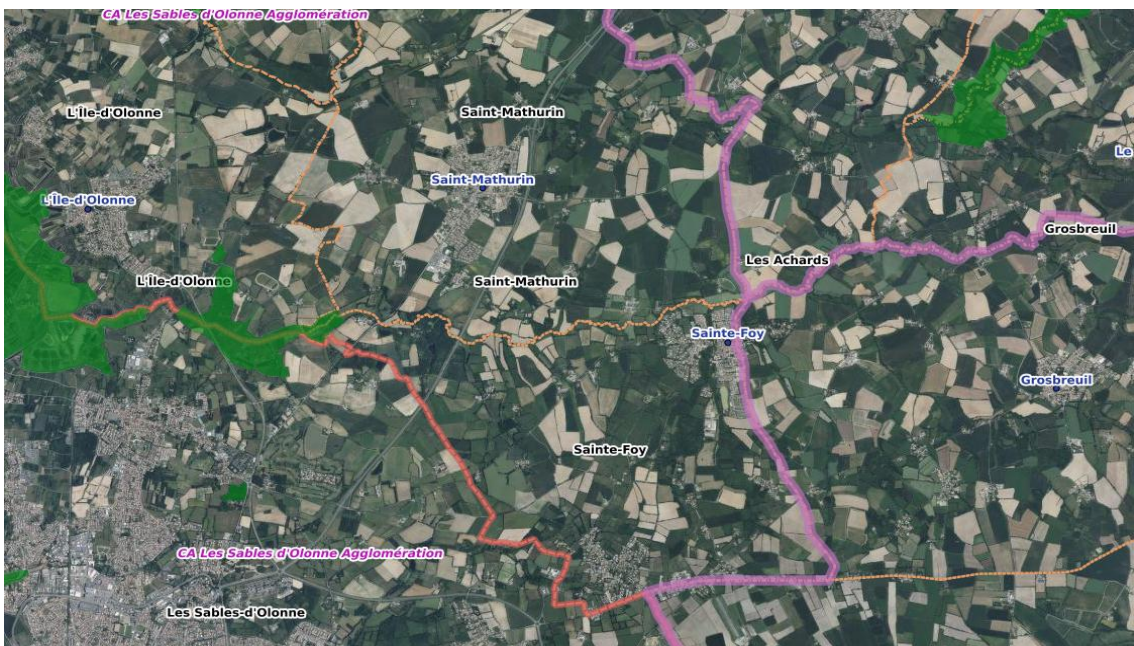 CA Les Sables d'Olonne Agglomération
L'Île-d'Olonne
Saint-Mathurin
Le
Saint-Mathurin
L'Île-d'Olonne
Grosbreuil
Les Achards
L'Île-d'Olonne
Saint-Mathurin
Sainte-Foy
Grosbreuil
Sainte-Foy
CA Les Sables d'Olonne Agglomération
Les Sables-d'Olonne